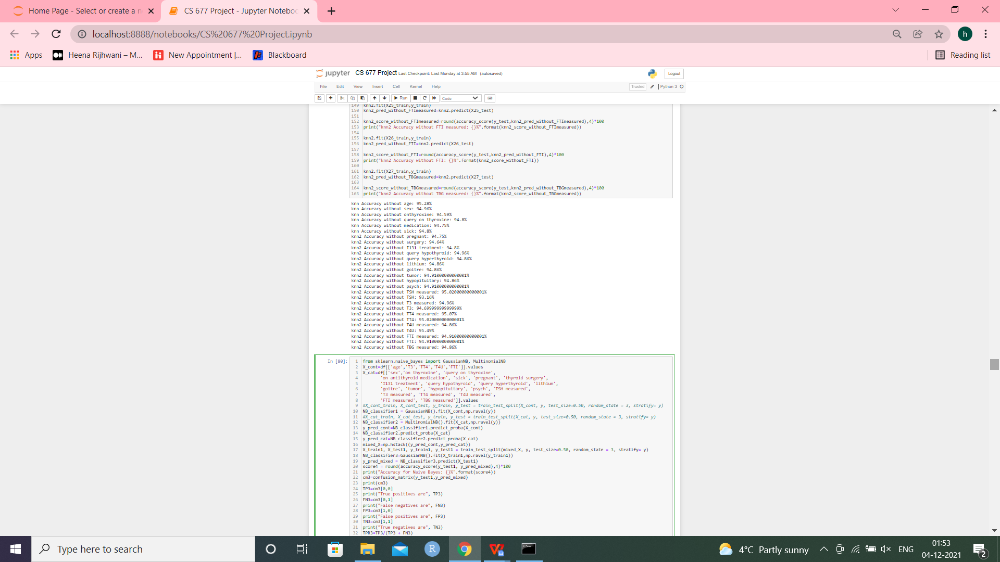 Home Page - Select or create a n
CS 677 Project - Jupyter Noteboo
localhost:8888/notebooks/CS%20677%20Project.ipynb
h
Apps
Heena Rijhwani – M...
New Appointment |...
Blackboard
Reading list
jupyter CS 677 Project Last Checkpoint: Last Monday at 3:55 AM (autosaved)
Logout
File Edit View Insert Cell Kernel Help
Trusted Python 3
Run Code
149 knn2.fit(X25_train,y_train)
150 knn2_pred_without_FTImeasured=knn2.predict(X25_test)
151
152 knn2_score_without_FTImeasured=round(accuracy_score(y_test,knn2_pred_without_FTImeasured),4)*100
153 print("knn2 Accuracy without FTI measured: {}%".format(knn2_score_without_FTImeasured))
154
155 knn2.fit(X26_train,y_train)
156 knn2_pred_without_FTI=knn2.predict(X26_test)
157
158 knn2_score_without_FTI=round(accuracy_score(y_test,knn2_pred_without_FTI),4)*100
159 print("knn2 Accuracy without FTI: {}%".format(knn2_score_without_FTI))
160
161 knn2.fit(X27_train,y_train)
162 knn2_pred_without_TBGmeasured=knn2.predict(X27_test)
163
164 knn2_score_without_TBGmeasured=round(accuracy_score(y_test,knn2_pred_without_TBGmeasured),4)*100
165 print("knn2 Accuracy without TBG measured: {}%".format(knn2_score_without_TBGmeasured))
knn Accuracy without age: 95.28%
knn Accuracy without sex: 94.96%
knn Accuracy without onthyroxine: 94.59%
knn Accuracy without query on thyroxine: 94.8%
knn Accuracy without medication: 94.75%
knn Accuracy without sick: 94.8%
knn2 Accuracy without pregnant: 94.75%
knn2 Accuracy without surgery: 94.64%
knn2 Accuracy without I131 treatment: 94.8%
knn2 Accuracy without query hypothyroid: 94.96%
knn2 Accuracy without query hyperthyroid: 94.86%
knn2 Accuracy without lithium: 94.86%
knn2 Accuracy without goitre: 94.86%
knn2 Accuracy without tumor: 94.91000000000001%
knn2 Accuracy without hypopituitary: 94.86%
knn2 Accuracy without psych: 94.91000000000001%
knn2 Accuracy without TSH measured: 95.02000000000001%
knn2 Accuracy without TSH: 93.16%
knn2 Accuracy without T3 measured: 94.96%
knn2 Accuracy without T3: 94.69999999999999%
knn2 Accuracy without TT4 measured: 95.07%
knn2 Accuracy without TT4: 95.02000000000001%
knn2 Accuracy without T4U measured: 94.86%
knn2 Accuracy without T4U: 95.49%
knn2 Accuracy without FTI measured: 94.91000000000001%
knn2 Accuracy without FTI: 94.91000000000001%
knn2 Accuracy without TBG measured: 94.86%
In [80]: 1 from sklearn.naive_bayes import GaussianNB, MultinomialNB
2 X_cont=df[['age','T3','TT4','T4U','FTI']].values
3 X_cat=df[['sex','on thyroxine', 'query on thyroxine',
4 'on antithyroid medication', 'sick', 'pregnant', 'thyroid surgery',
5 'I131 treatment', 'query hypothyroid', 'query hyperthyroid', 'lithium',
6 'goitre', 'tumor', 'hypopituitary', 'psych', 'TSH measured',
7 'T3 measured', 'TT4 measured', 'T4U measured',
8 'FTI measured', 'TBG measured']].values
9 #X_cont_train, X_cont_test, y_train, y_test = train_test_split(X_cont, y, test_size=0.50, random_state = 3, stratify= y)
10 NB_classifier1 = GaussianNB().fit(X_cont,np.ravel(y))
11 #X_cat_train, X_cat_test, y_train, y_test = train_test_split(X_cat, y, test_size=0.50, random_state = 3, stratify= y)
12 NB_classifier2 = MultinomialNB().fit(X_cat,np.ravel(y))
13 y_pred_cont=NB_classifier1.predict_proba(X_cont)
14 NB_classifier2.predict_proba(X_cat)
15 y_pred_cat=NB_classifier2.predict_proba(X_cat)
16 mixed_X=np.hstack((y_pred_cont,y_pred_cat))
17 X_train1, X_test1, y_train1, y_test1 = train_test_split(mixed_X, y, test_size=0.50, random_state = 3, stratify= y)
18 NB_classifier3=GaussianNB().fit(X_train1,np.ravel(y_train1))
19 y_pred_mixed = NB_classifier3.predict(X_test1)
20 score4 = round(accuracy_score(y_test1, y_pred_mixed),4)*100
21 print("Accuracy for Naive Bayes: {}%".format(score4))
22 cm3=confusion_matrix(y_test1,y_pred_mixed)
23 print(cm3)
24 TP3=cm3[0,0]
25 print("True positives are", TP3)
26 FN3=cm3[0,1]
27 print("False negatives are", FN3)
28 FP3=cm3[1,0]
29 print("False positives are", FP3)
30 TN3=cm3[1,1]
31 print("True negatives are", TN3)
32 TPR3=TP3/(TP3 + FN3)
Type here to search
R
4°C Partly sunny
ENG
01:53
04-12-2021
2